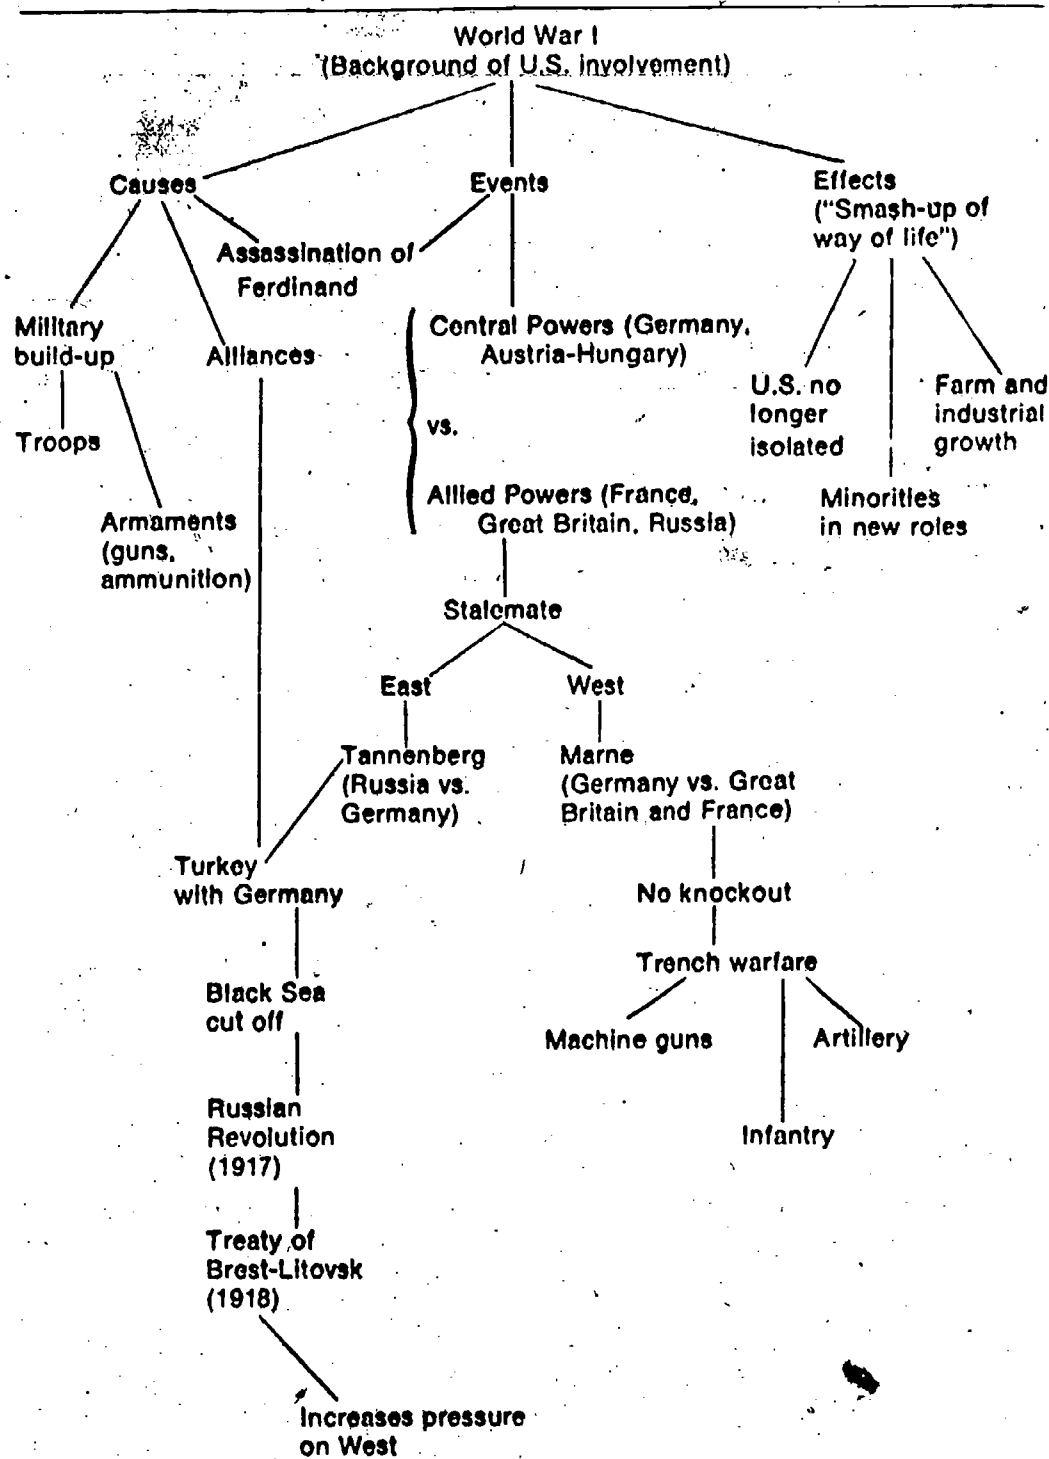 World War I
(Background of U.S. involvement)
Causes
Events
Effects
("Smash-up of
way of life")
Assassination of
Ferdinand
Military
build-up
Alliances
Central Powers (Germany,
Austria-Hungary)
vs.
Allied Powers (France,
Great Britain, Russia)
U.S. no
longer
isolated
Farm and
industrial
growth
Minorities
in new roles
Troops
Armaments
(guns,
ammunition)
Stalemate
East
West
Tannenberg
(Russia vs.
Germany)
Marne
(Germany vs. Great
Britain and France)
Turkey
with Germany
No knockout
Trench warfare
Machine guns
Artillery
Infantry
Black Sea
cut off
Russian
Revolution
(1917)
Treaty of
Brest-Litovsk
(1918)
Increases pressure
on West